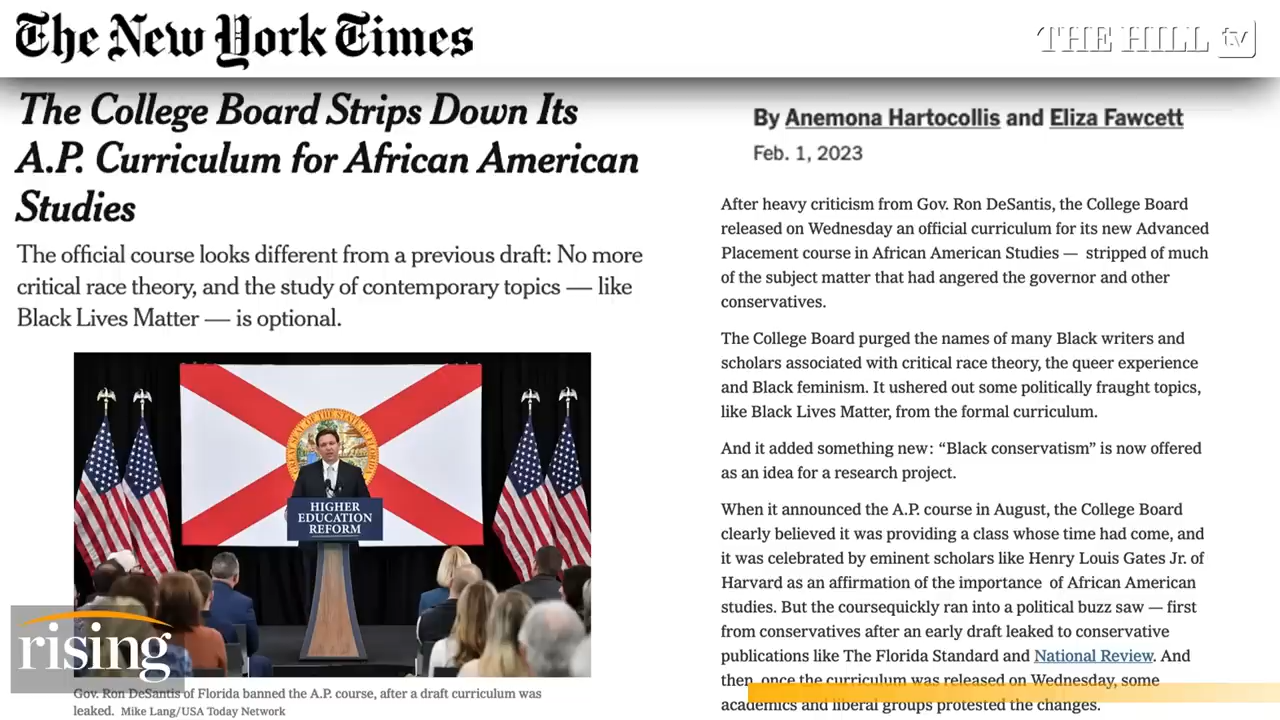 The New York Times
THE HILL tv
The College Board Strips Down Its
A.P. Curriculum for African American
Studies
The official course looks different from a previous draft: No more
critical race theory, and the study of contemporary topics — like
Black Lives Matter — is optional.
HIGHER
EDUCATION
REFORM
rising
Gov. Ron DeSantis of Florida banned the A.P. course, after a draft curriculum was
leaked. Mike Lang/USA Today Network
By Anemona Hartocollis and Eliza Fawcett
Feb. 1, 2023
After heavy criticism from Gov. Ron DeSantis, the College Board
released on Wednesday an official curriculum for its new Advanced
Placement course in African American Studies — stripped of much
of the subject matter that had angered the governor and other
conservatives.
The College Board purged the names of many Black writers and
scholars associated with critical race theory, the queer experience
and Black feminism. It ushered out some politically fraught topics,
like Black Lives Matter, from the formal curriculum.
And it added something new: “Black conservatism” is now offered
as an idea for a research project.
When it announced the A.P. course in August, the College Board
clearly believed it was providing a class whose time had come, and
it was celebrated by eminent scholars like Henry Louis Gates Jr. of
Harvard as an affirmation of the importance of African American
studies. But the coursequickly ran into a political buzz saw — first
from conservatives after an early draft leaked to conservative
publications like The Florida Standard and National Review. And
then, once the curriculum was released on Wednesday, some
academics and liberal groups protested the changes.